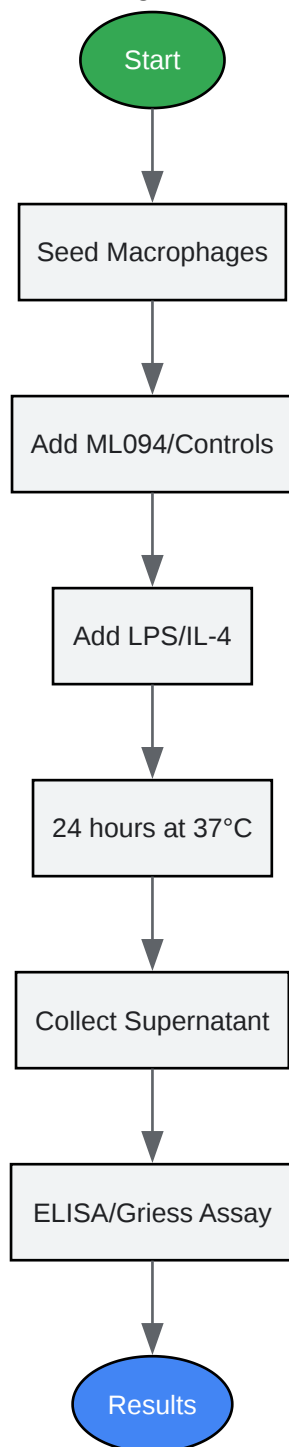 Start
Seed Macrophages
Add ML094/Controls
Add LPS/IL-4
24 hours at 37°C
Collect Supernatant
ELISA/Griess Assay
Results